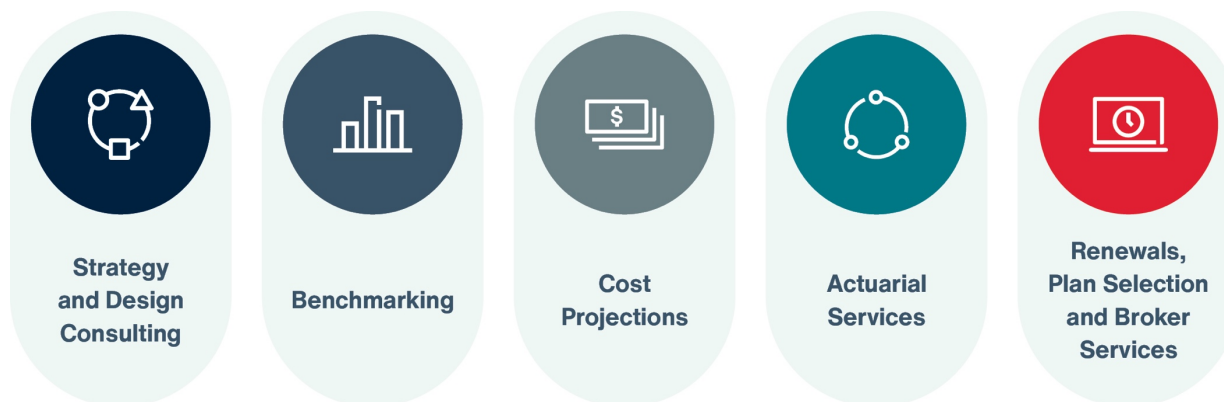 $
Strategy
and Design
Consulting
Benchmarking
Cost
Projections
Actuarial
Services
Renewals,
Plan Selection
and Broker
Services